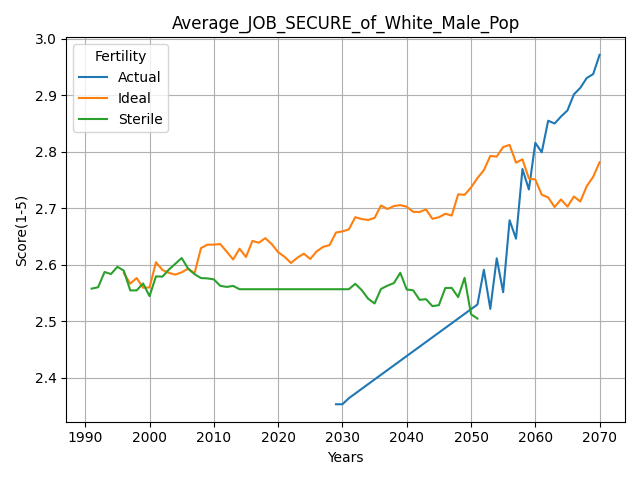 Average_JOB_SECURE_of_White_Male_Pop
Fertility
Actual
Ideal
Sterile
Score(1-5)
3.0
2.9
2.8
2.7
2.6
2.5
2.4
1990 2000 2010 2020 2030 2040 2050 2060 2070
Years